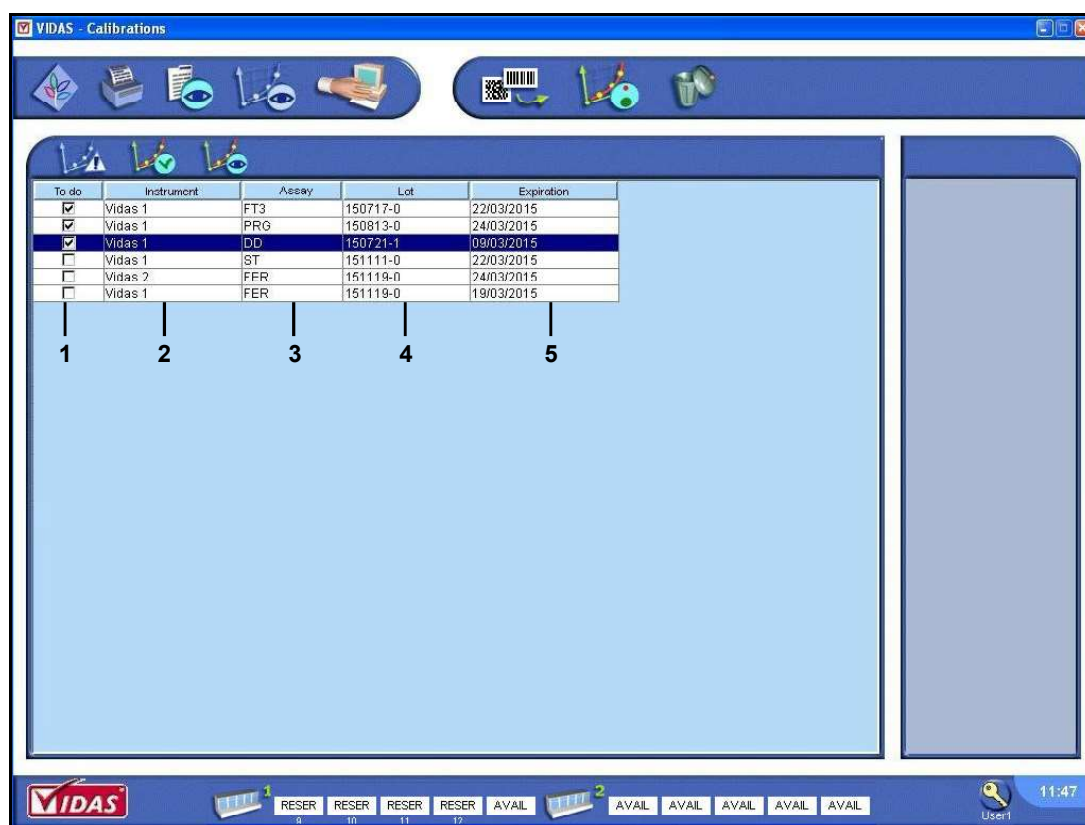 VIDAS - Calibrations
To do Instrument Assay Lot Expiration
Vidas 1 FT3 150717-0 22/03/2015
Vidas 1 PRG 150813-0 24/03/2015
Vidas 1 DD 150721-1 09/03/2015
Vidas 1 ST 151111-0 22/03/2015
Vidas 2 FER 151119-0 24/03/2015
Vidas 1 FER 151119-0 19/03/2015
1 2 3 4 5
VIDAS 1 RESER RESER RESER RESER AVAIL 2 AVAIL AVAIL AVAIL AVAIL AVAIL 11:47
9 10 11 12 User1